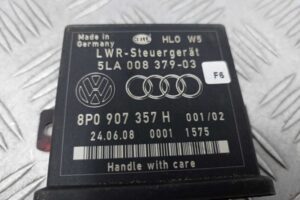 Made in
Germany
HLO W5
LWR-Steuergerät
5LA 008 379-03
F6
8P0 907 357 H 001/02
24.06.08 0001 1575
Handle with care